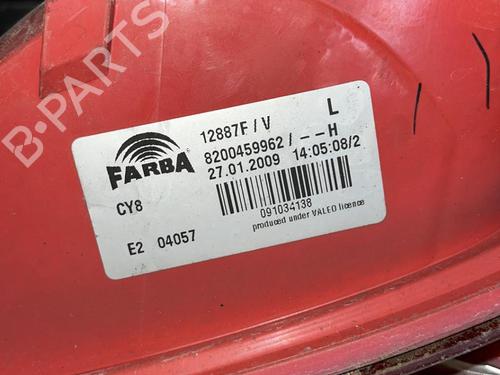 B-PARTS
FARBA
12887F/V L
8200459962/ - - H
27.01.2009 14:05:08/2
CY8
091034138
E2 04057
produced under VALEO licence